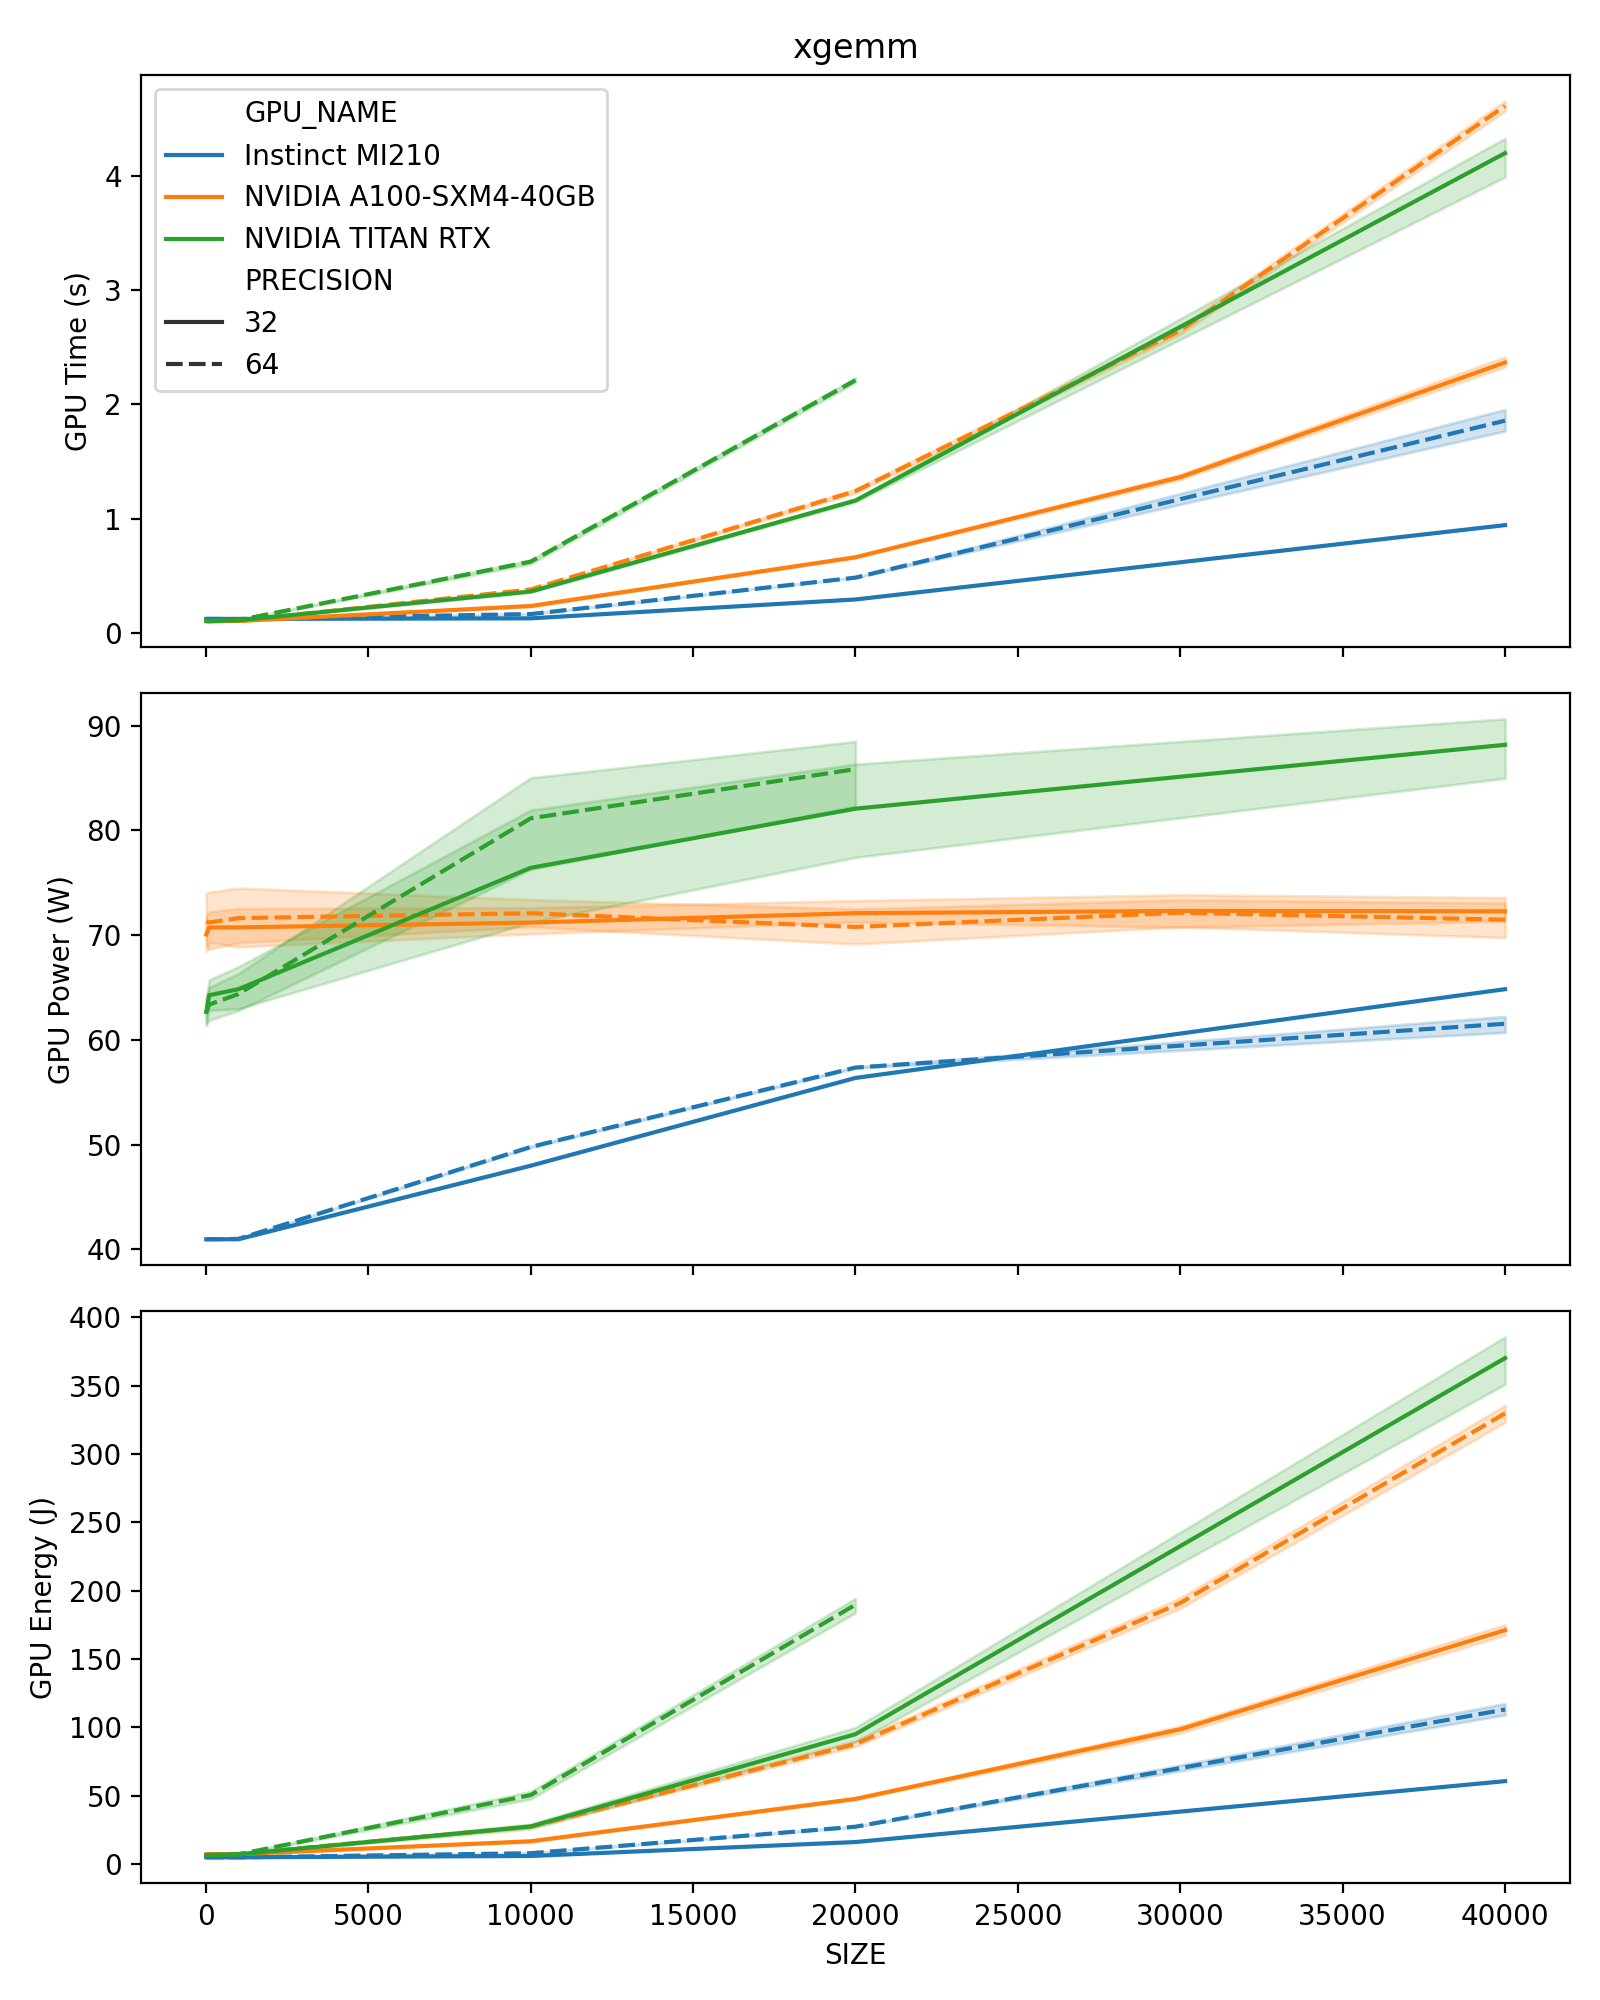 xgemm
GPU_NAME
Instinct MI210
NVIDIA A100-SXM4-40GB
NVIDIA TITAN RTX
PRECISION
32
64
GPU Time (s)
4
3
2
1
0
GPU Power (W)
90
80
70
60
50
40
GPU Energy (J)
400
350
300
250
200
150
100
50
0
0 5000 10000 15000 20000 25000 30000 35000 40000
SIZE